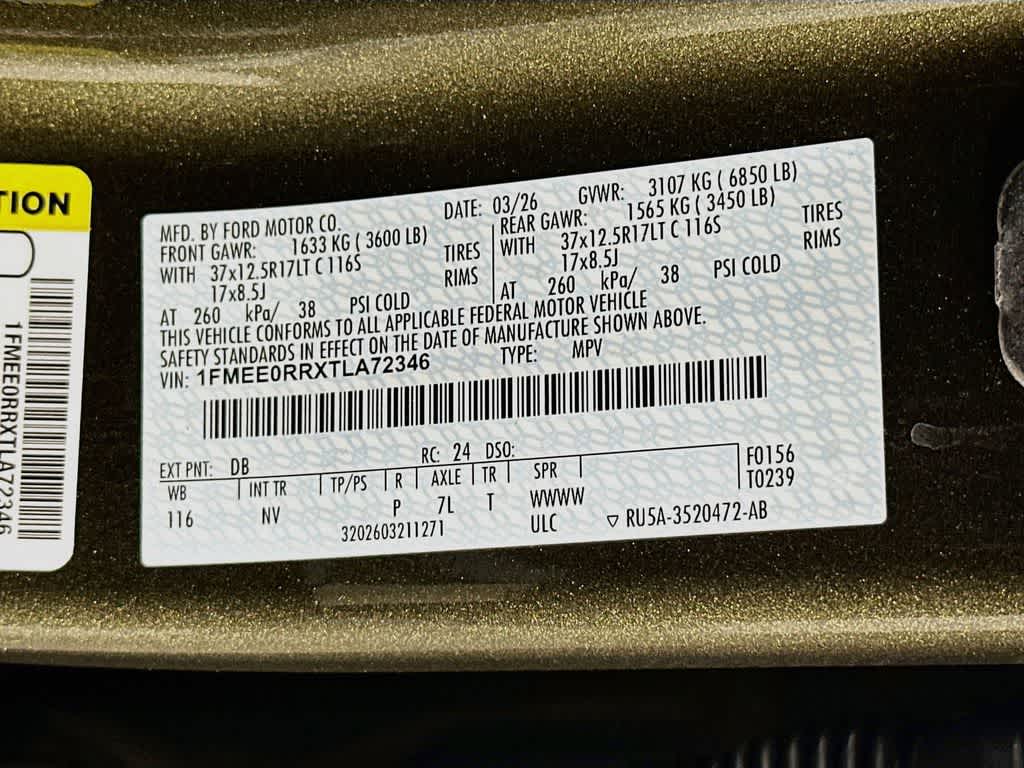 TION
1FMEE0RRXTLA72346
MFD. BY FORD MOTOR CO.
DATE: 03/26
GVWR: 3107 KG ( 6850 LB)
FRONT GAWR: 1633 KG ( 3600 LB)
WITH 37x12.5R17LT C 116S TIRES
17x8.5J RIMS
AT 260 kPa/ 38 PSI COLD
REAR GAWR: 1565 KG ( 3450 LB)
WITH 37x12.5R17LT C 116S TIRES
17x8.5J RIMS
AT 260 kPa/ 38 PSI COLD
THIS VEHICLE CONFORMS TO ALL APPLICABLE FEDERAL MOTOR VEHICLE
SAFETY STANDARDS IN EFFECT ON THE DATE OF MANUFACTURE SHOWN ABOVE.
VIN: 1FMEE0RRXTLA72346 TYPE: MPV
EXT PNT: DB RC: 24 DSO:
WB INT TR TP/PS R AXLE TR SPR
116 NV P 7L T WWWW
ULC
F0156
T0239
3202603211271
▽ RU5A-3520472-AB